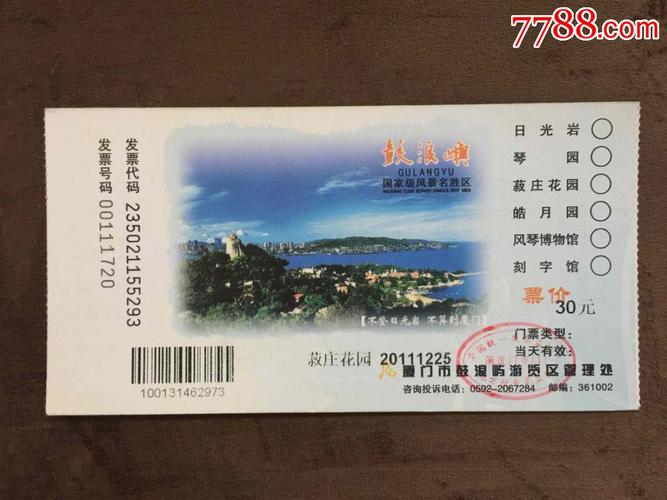 7788.com
发票代码 235021155293
发票号码 00111720
鼓浪嶼
GULANGYU
国家级风景名胜区
日光岩
琴园
菽庄花园
皓月园
风琴博物馆
刻字馆
【不登日光岩 不算到厦门】
票价
30元
门票类型:
当天有效:
菽庄花园 20111225
厦门市鼓浪屿游览区管理处
咨询投诉电话:0592-2067284 邮编:361002
100131462973